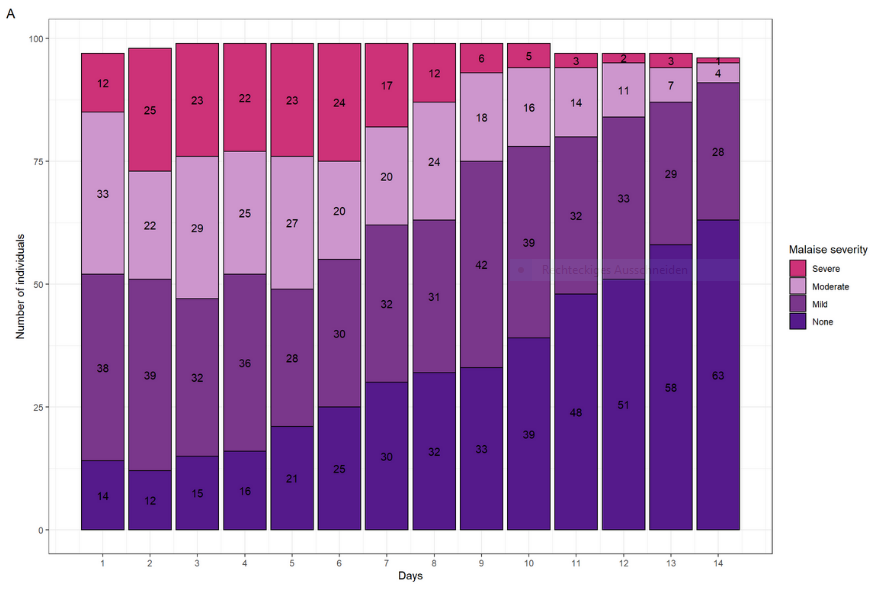 A
100
75
50
25
0
Number of individuals
12 25 23 22 23 24 17 12 6 5 3 2 3 1
33 22 29 25 27 20 20 24 18 16 14 11 7 4
38 39 32 36 28 30 32 31 42 39 32 33 29 28
14 12 15 16 21 25 30 32 33 39 48 51 58 63
Rechteckiges Ausschneiden
1 2 3 4 5 6 7 8 9 10 11 12 13 14
Days
Malaise severity
Severe
Moderate
Mild
None